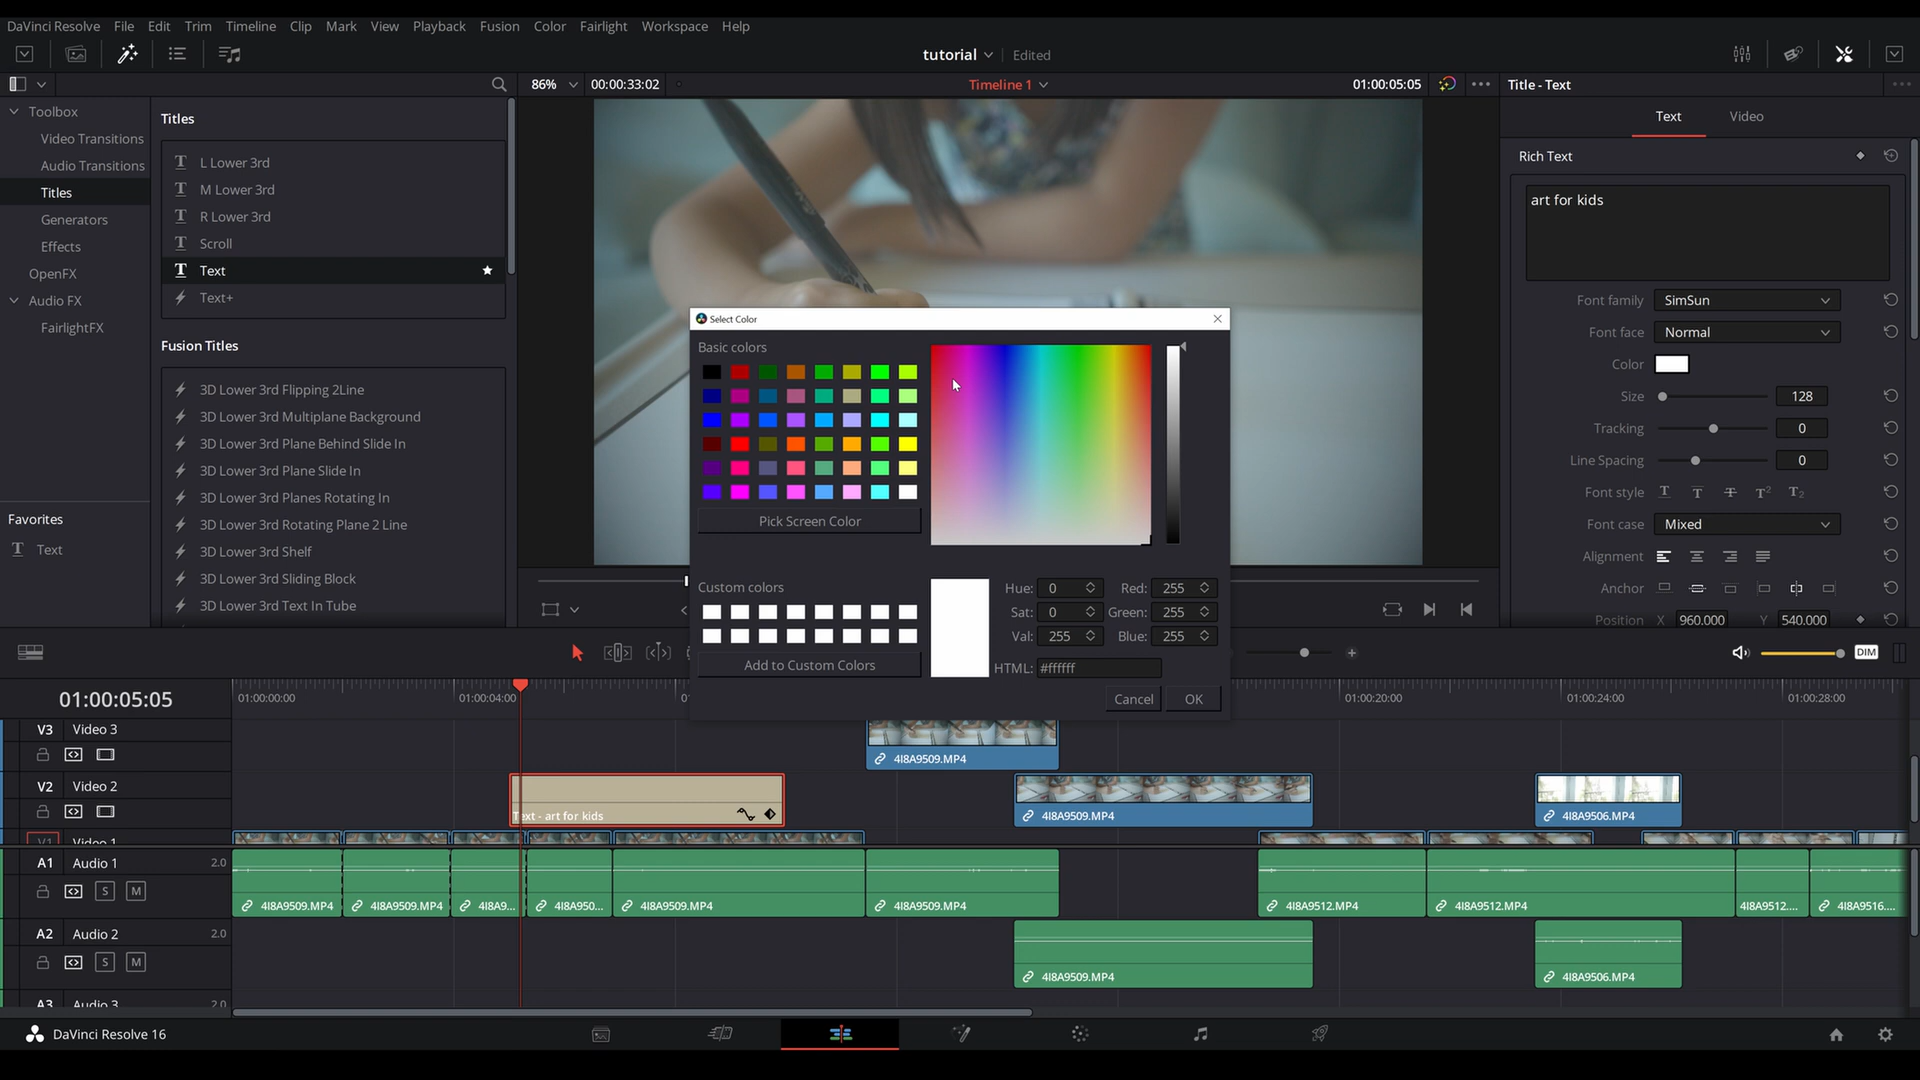 DaVinci Resolve File Edit Trim Timeline Clip Mark View Playback Fusion Color Fairlight Workspace Help
tutorial Edited
86% 00:00:33:02 Timeline 1 01:00:05:05 Title - Text
Toolbox
Video Transitions
Audio Transitions
Titles
Generators
Effects
OpenFX
Audio FX
FairlightFX
Favorites
Text
Titles
L Lower 3rd
M Lower 3rd
R Lower 3rd
Scroll
Text
Text+
Fusion Titles
3D Lower 3rd Flipping 2Line
3D Lower 3rd Multiplane Background
3D Lower 3rd Plane Behind Slide In
3D Lower 3rd Plane Slide In
3D Lower 3rd Planes Rotating In
3D Lower 3rd Rotating Plane 2 Line
3D Lower 3rd Shelf
3D Lower 3rd Sliding Block
3D Lower 3rd Text In Tube
Select Color
Basic colors
Pick Screen Color
Custom colors
Add to Custom Colors
Hue: 0 Red: 255
Sat: 0 Green: 255
Val: 255 Blue: 255
HTML: #ffffff
Cancel OK
Text Video
Rich Text
art for kids
Font family SimSun
Font face Normal
Color
Size 128
Tracking 0
Line Spacing 0
Font style T T T T2 T2
Font case Mixed
Alignment
Anchor
Position X 960.000 Y 540.000
DIM
01:00:05:05 01:00:00:00 01:00:04:00 01:00:20:00 01:00:24:00 01:00:28:00
V3 Video 3
4I8A9509.MP4
V2 Video 2
Text - art for kids 4I8A9509.MP4 4I8A9506.MP4
V1 Video 1
A1 Audio 1 2.0
S M
4I8A9509.MP4 4I8A9509.MP4 4I8A9... 4I8A950... 4I8A9509.MP4 4I8A9509.MP4 4I8A9512.MP4 4I8A9512.MP4 4I8A9512.... 4I8A9516....
A2 Audio 2 2.0
S M
4I8A9509.MP4 4I8A9506.MP4
A3 Audio 3 2.0
DaVinci Resolve 16